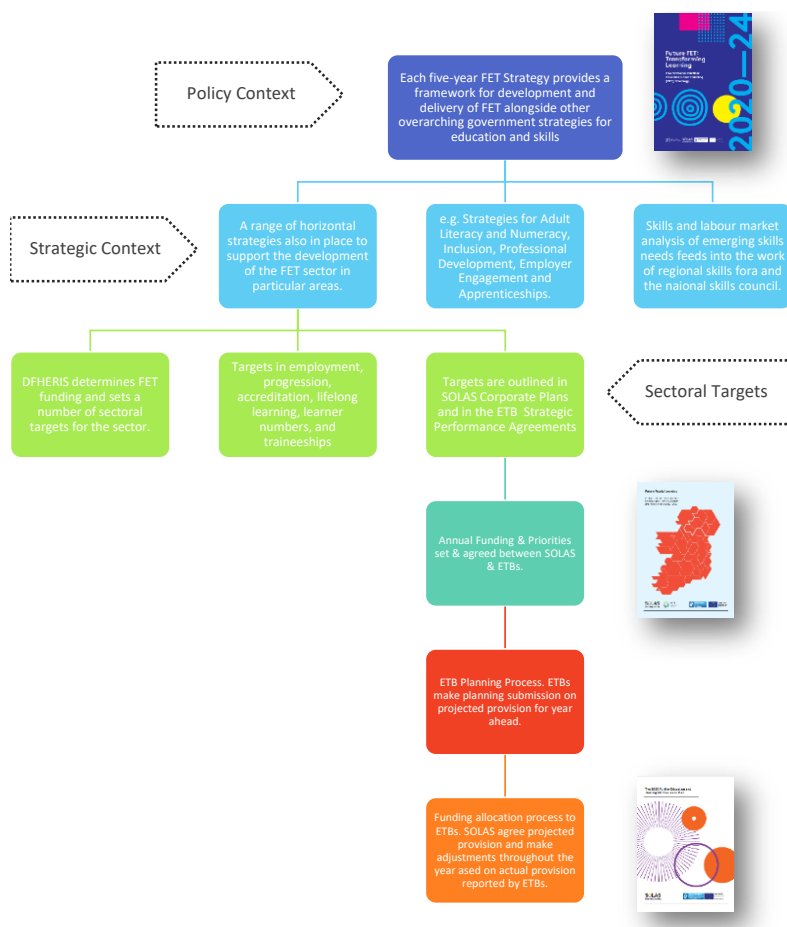 Policy Context
Each five-year FET Strategy provides a
framework for development and
delivery of FET alongside other
overarching government strategies for
education and skills
Future FET:
Transforming
Learning
2020—24
Strategic Context
A range of horizontal
strategies also in place to
support the development
of the FET sector in
particular areas.
e.g. Strategies for Adult
Literacy and Numeracy,
Inclusion, Professional
Development, Employer
Engagement and
Apprenticeships.
Skills and labour market
analysis of emerging skills
needs feeds into the work
of regional skills fora and
the naional skills council.
DFHERIS determines FET
funding and sets a
number of sectoral
targets for the sector.
Targets in employment,
progression,
accreditation, lifelong
learning, learner
numbers, and
traineeships
Targets are outlined in
SOLAS Corporate Plans
and in the ETB Strategic
Performance Agreements
Sectoral Targets
Annual Funding & Priorities
set & agreed between SOLAS
& ETBs.
SOLAS
ETB Planning Process. ETBs
make planning submission on
projected provision for year
ahead.
Funding allocation process to
ETBs. SOLAS agree projected
provision and make
adjustments throughout the
year ased on actual provision
reported by ETBs.
SOLAS